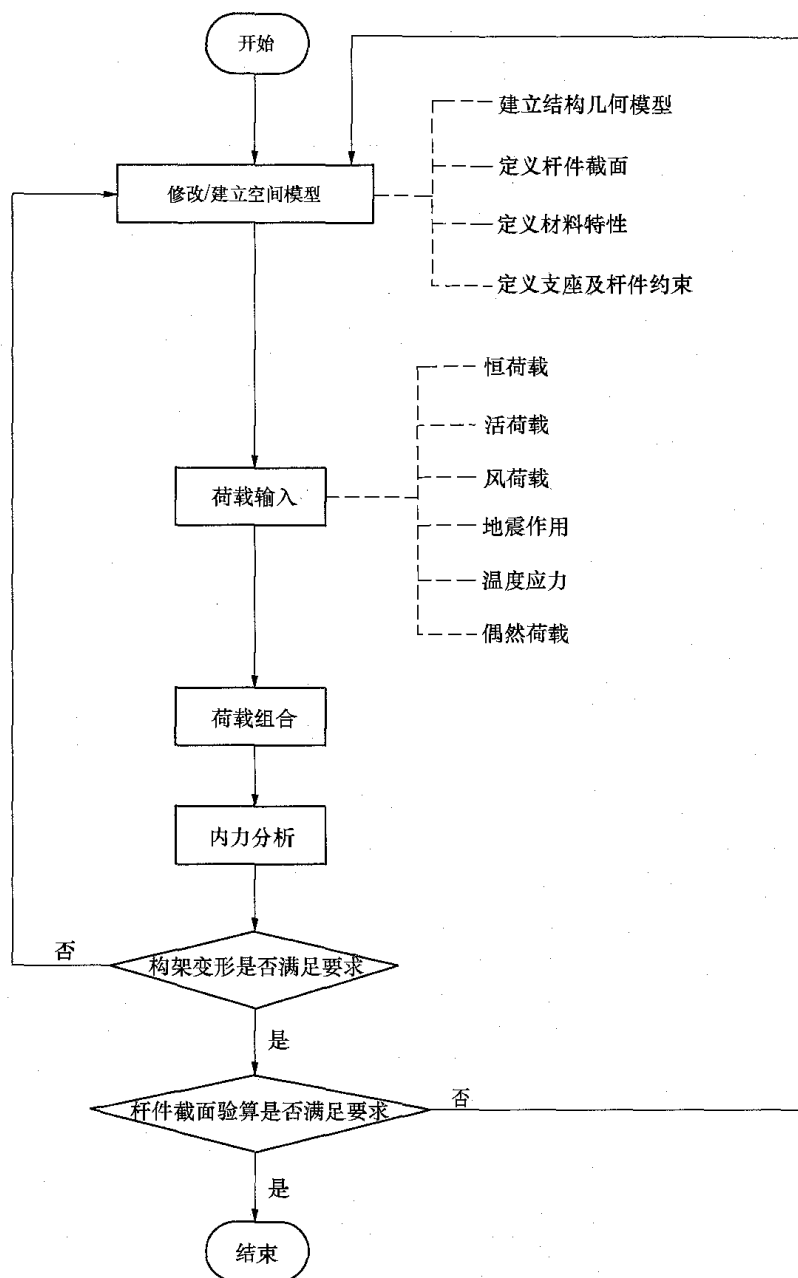 开始
建立结构几何模型
定义杆件截面
修改/建立空间模型
定义材料特性
定义支座及杆件约束
恒荷载
活荷载
风荷载
荷载输入
地震作用
温度应力
偶然荷载
荷载组合
内力分析
否
构架变形是否满足要求
是
杆件截面验算是否满足要求
否
是
结束